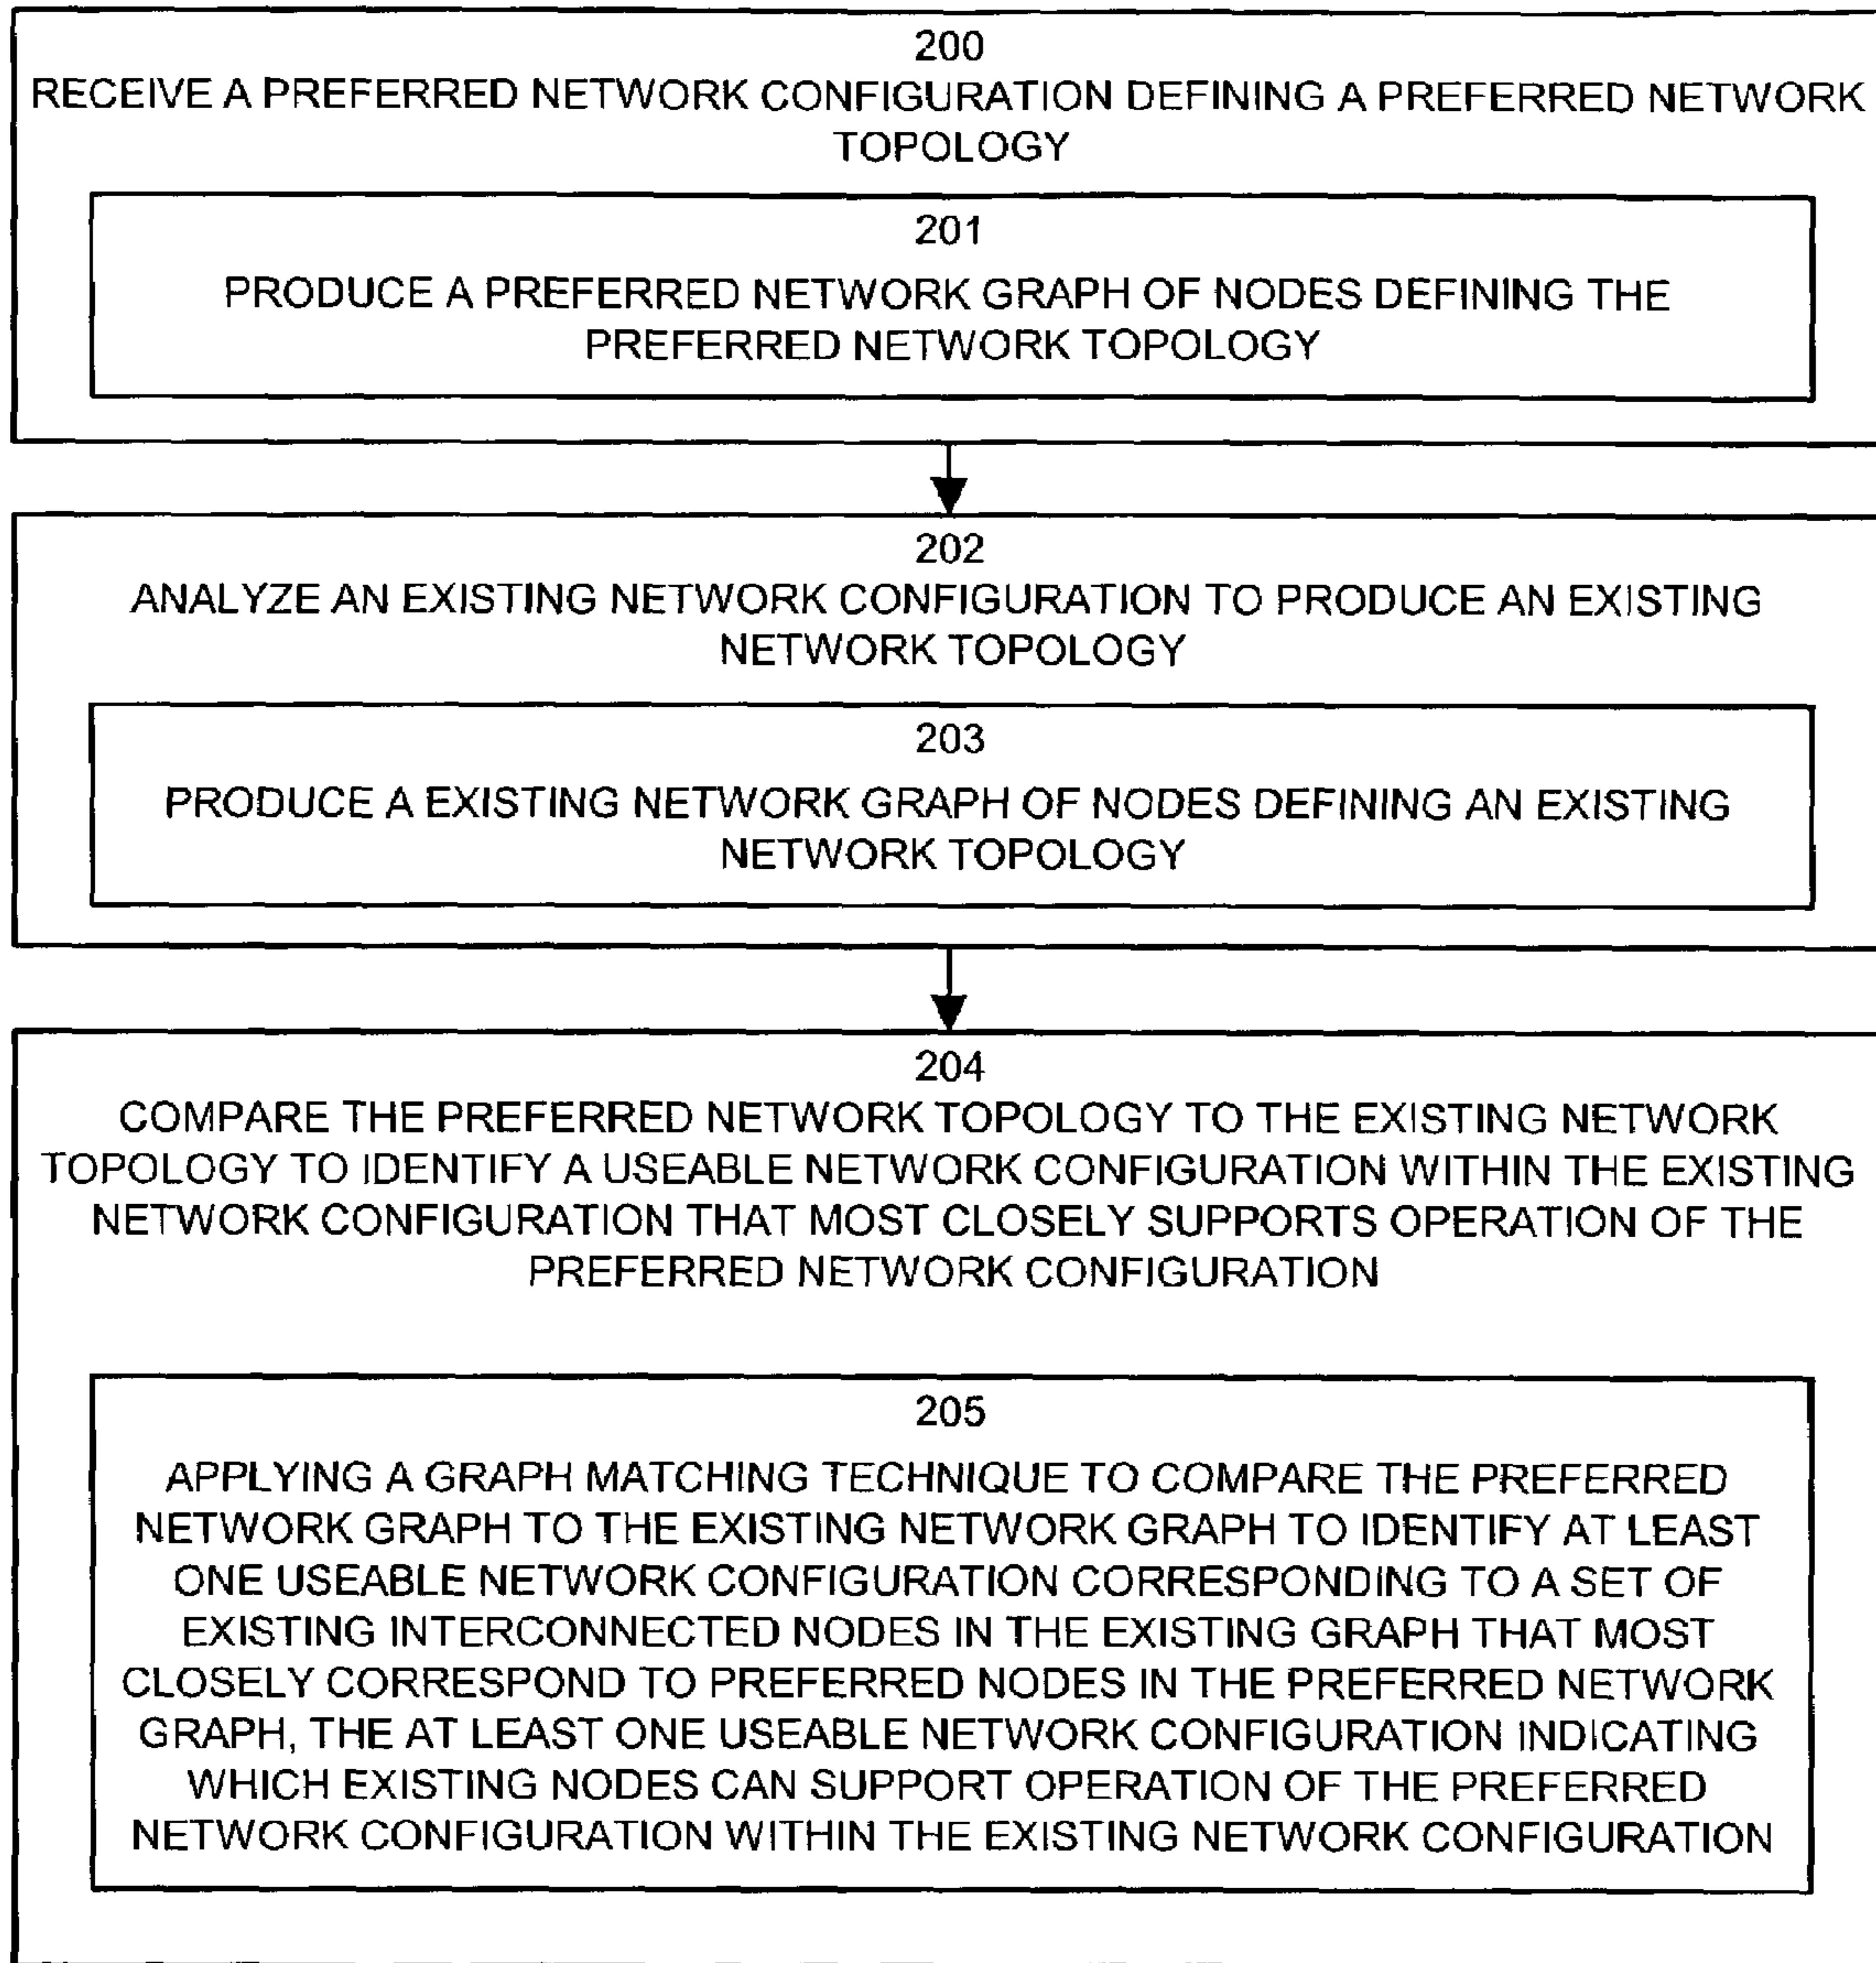 200
RECEIVE A PREFERRED NETWORK CONFIGURATION DEFINING A PREFERRED NETWORK
TOPOLOGY
201
PRODUCE A PREFERRED NETWORK GRAPH OF NODES DEFINING THE
PREFERRED NETWORK TOPOLOGY
202
ANALYZE AN EXISTING NETWORK CONFIGURATION TO PRODUCE AN EXISTING
NETWORK TOPOLOGY
203
PRODUCE A EXISTING NETWORK GRAPH OF NODES DEFINING AN EXISTING
NETWORK TOPOLOGY
204
COMPARE THE PREFERRED NETWORK TOPOLOGY TO THE EXISTING NETWORK
TOPOLOGY TO IDENTIFY A USEABLE NETWORK CONFIGURATION WITHIN THE EXISTING
NETWORK CONFIGURATION THAT MOST CLOSELY SUPPORTS OPERATION OF THE
PREFERRED NETWORK CONFIGURATION
205
APPLYING A GRAPH MATCHING TECHNIQUE TO COMPARE THE PREFERRED
NETWORK GRAPH TO THE EXISTING NETWORK GRAPH TO IDENTIFY AT LEAST
ONE USEABLE NETWORK CONFIGURATION CORRESPONDING TO A SET OF
EXISTING INTERCONNECTED NODES IN THE EXISTING GRAPH THAT MOST
CLOSELY CORRESPOND TO PREFERRED NODES IN THE PREFERRED NETWORK
GRAPH, THE AT LEAST ONE USEABLE NETWORK CONFIGURATION INDICATING
WHICH EXISTING NODES CAN SUPPORT OPERATION OF THE PREFERRED
NETWORK CONFIGURATION WITHIN THE EXISTING NETWORK CONFIGURATION